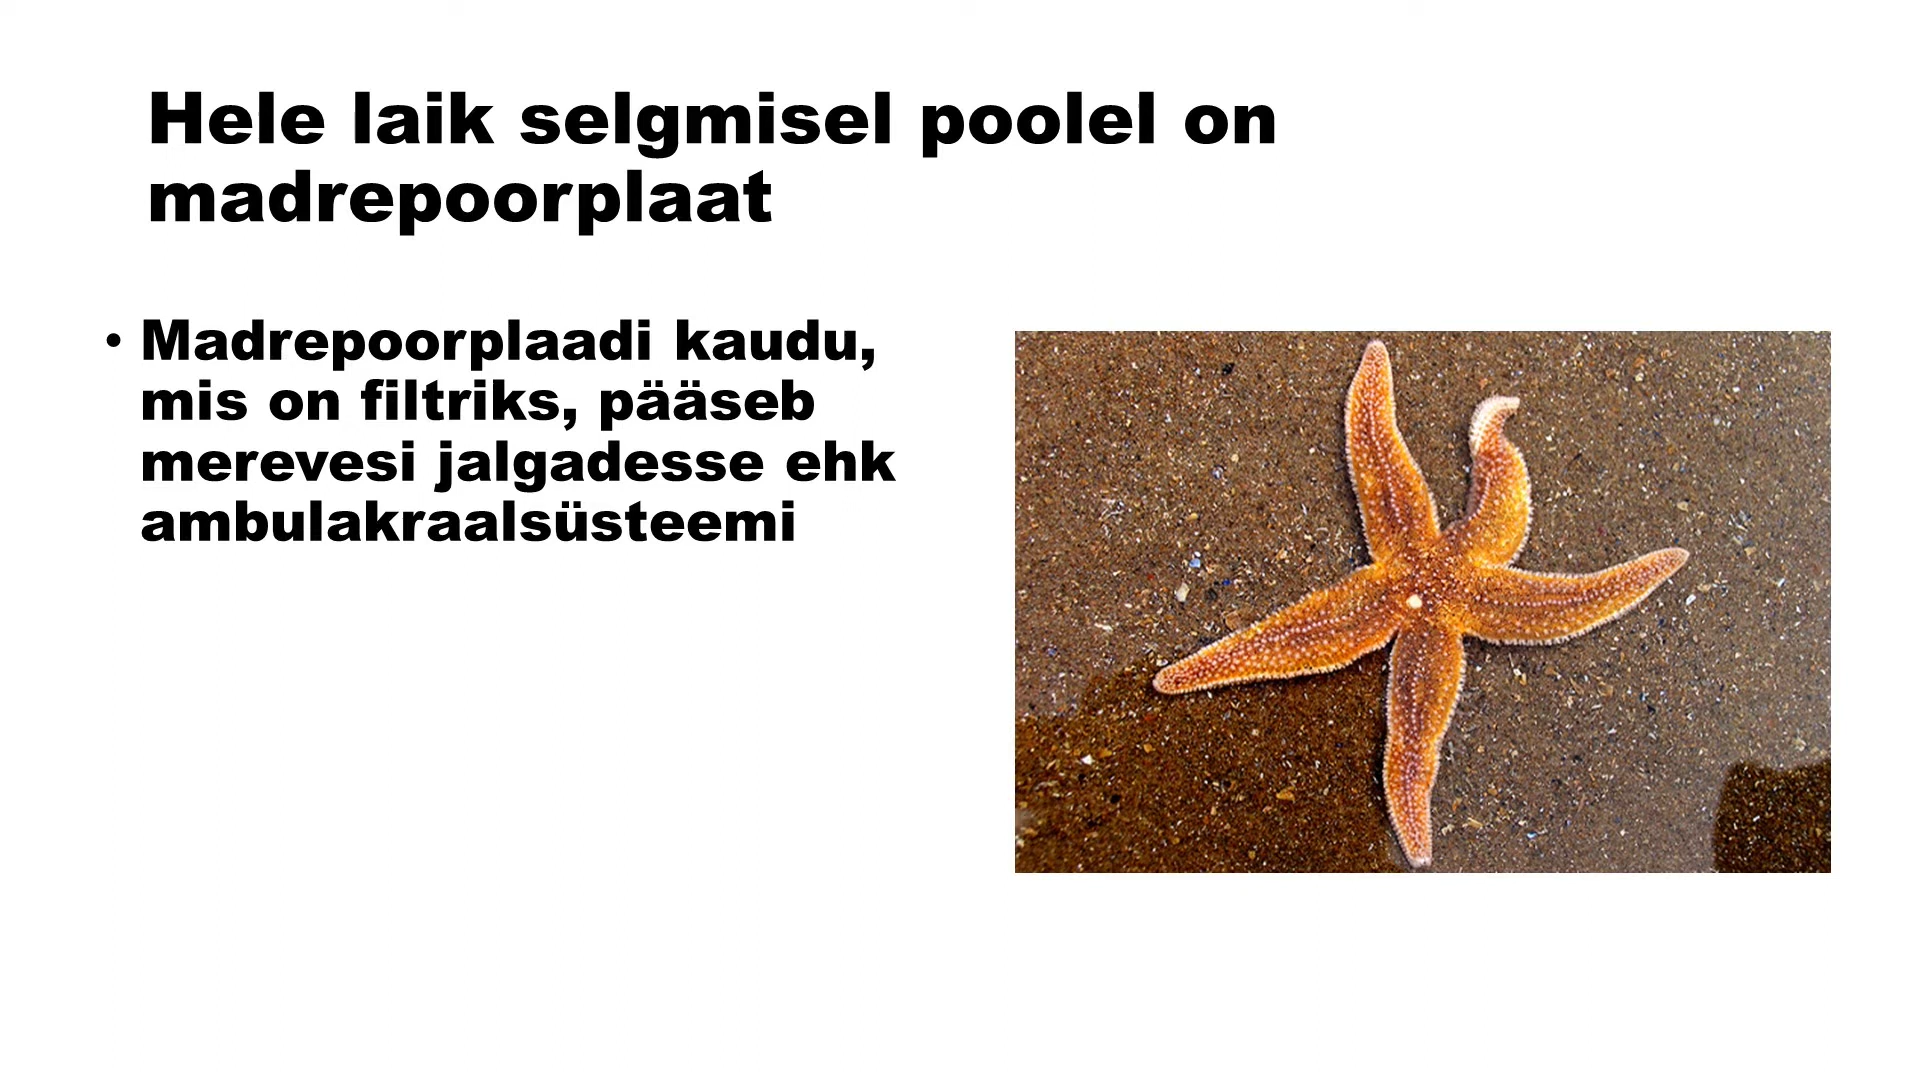 Hele laik selgmisel poolel on
madrepoorplaat
• Madrepoorplaadi kaudu,
mis on filtriks, pääseb
merevesi jalgadesse ehk
ambulakraalsüsteemi